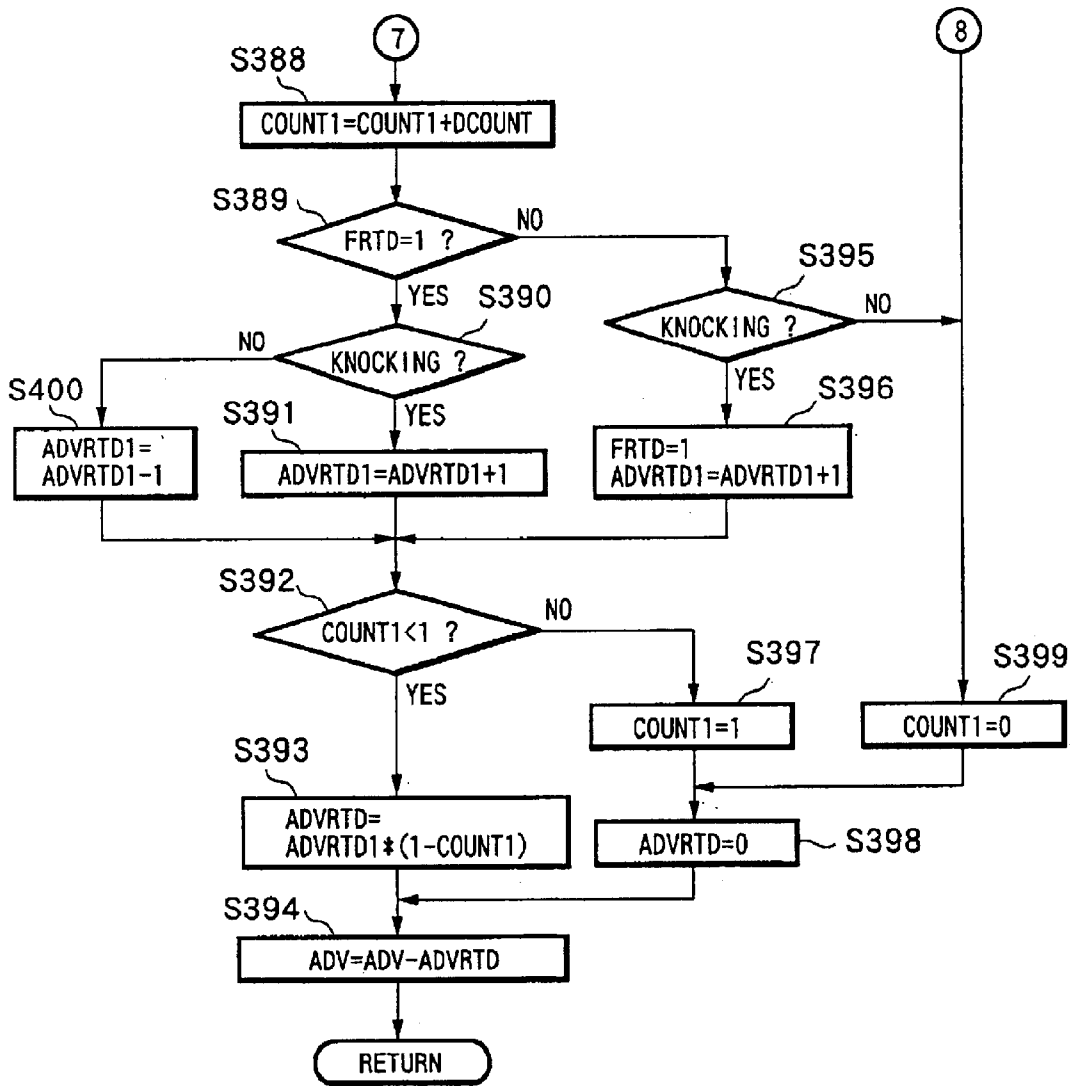 7
8
S388
COUNT1=COUNT1+DCOUNT
S389
FRTD=1 ?
NO
YES
S395
KNOCKING ?
NO
YES
S390
KNOCKING ?
NO
YES
S400
ADVRTD1=
ADVRTD1-1
S391
ADVRTD1=ADVRTD1+1
S396
FRTD=1
ADVRTD1=ADVRTD1+1
S392
COUNT1<1 ?
NO
YES
S397
COUNT1=1
S399
COUNT1=0
S393
ADVRTD=
ADVRTD1*(1-COUNT1)
ADVRTD=0
S398
S394
ADV=ADV-ADVRTD
RETURN